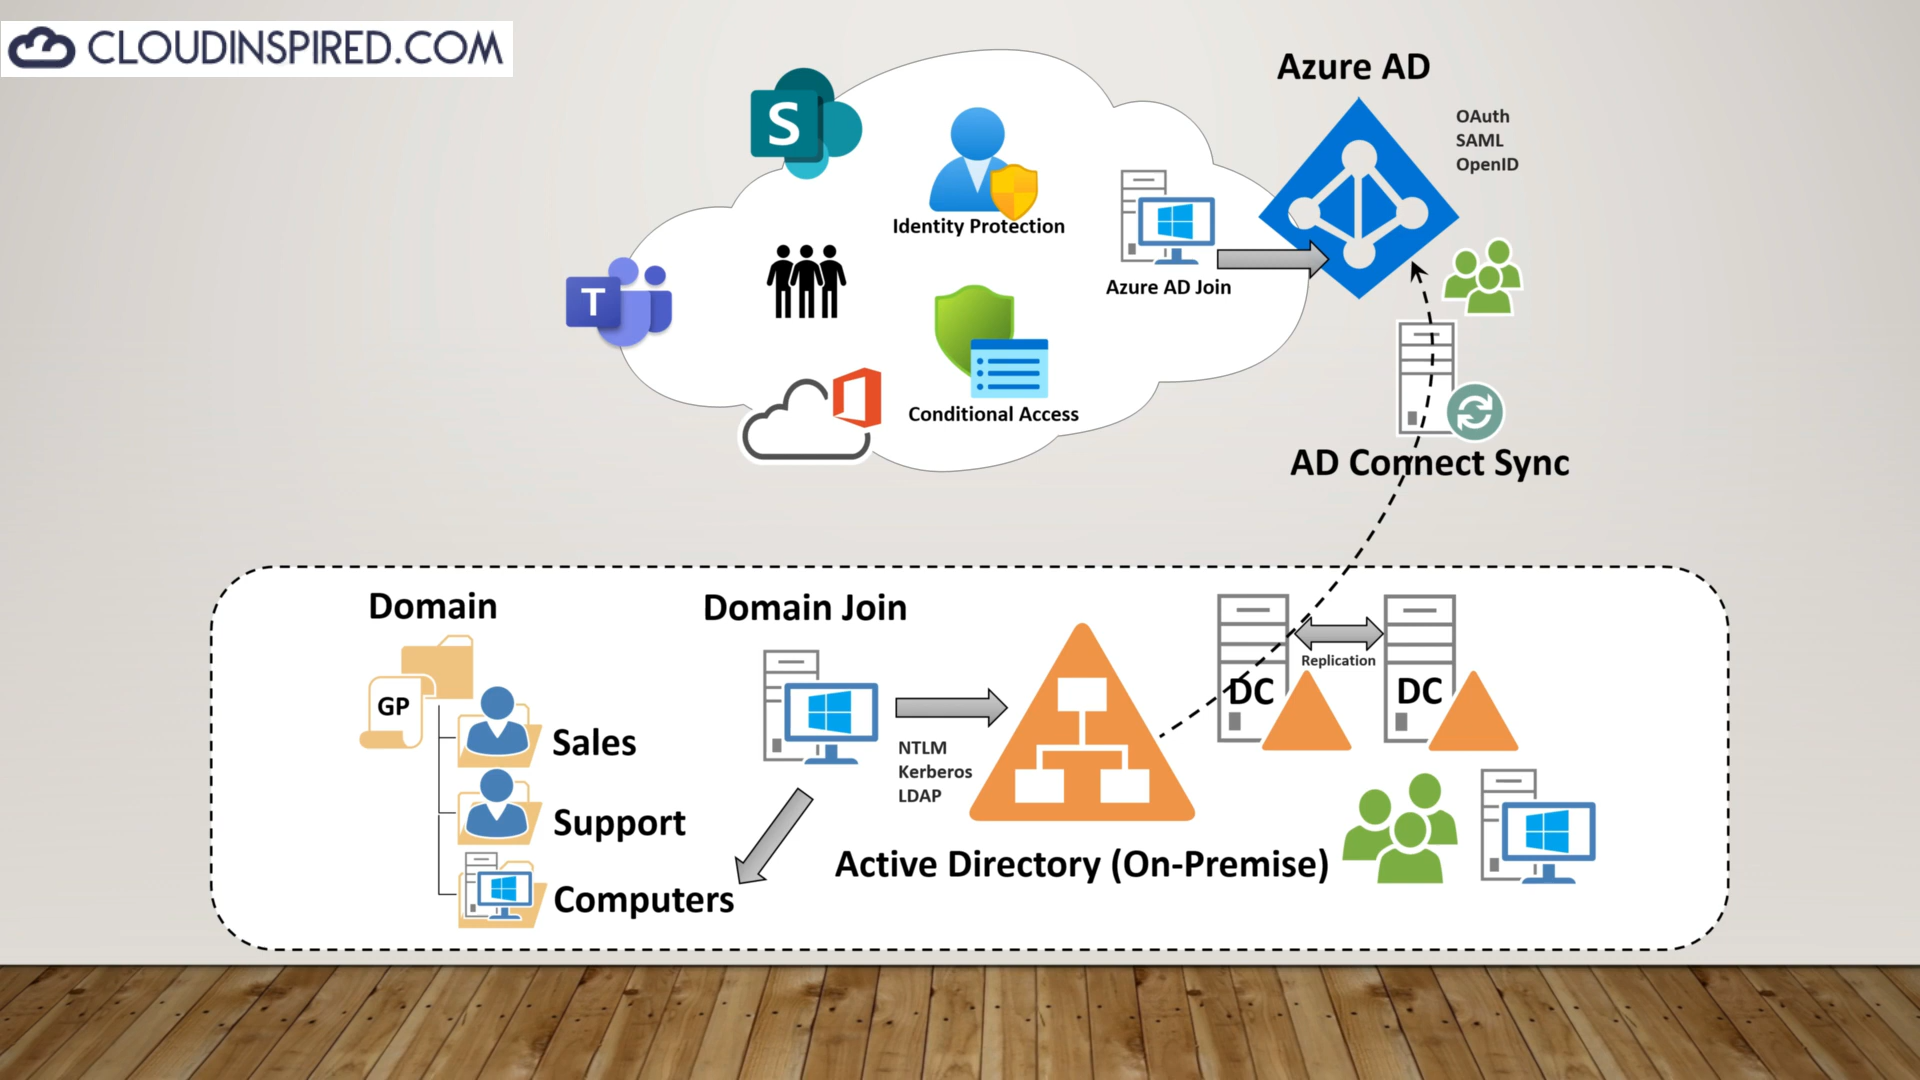 CLOUDINSPIRED.COM
Azure AD
OAuth
SAML
OpenID
S
Identity Protection
T
Azure AD Join
Conditional Access
AD Connect Sync
Domain
GP
Sales
Support
Computers
Domain Join
NTLM
Kerberos
LDAP
Active Directory (On-Premise)
DC
Replication
DC